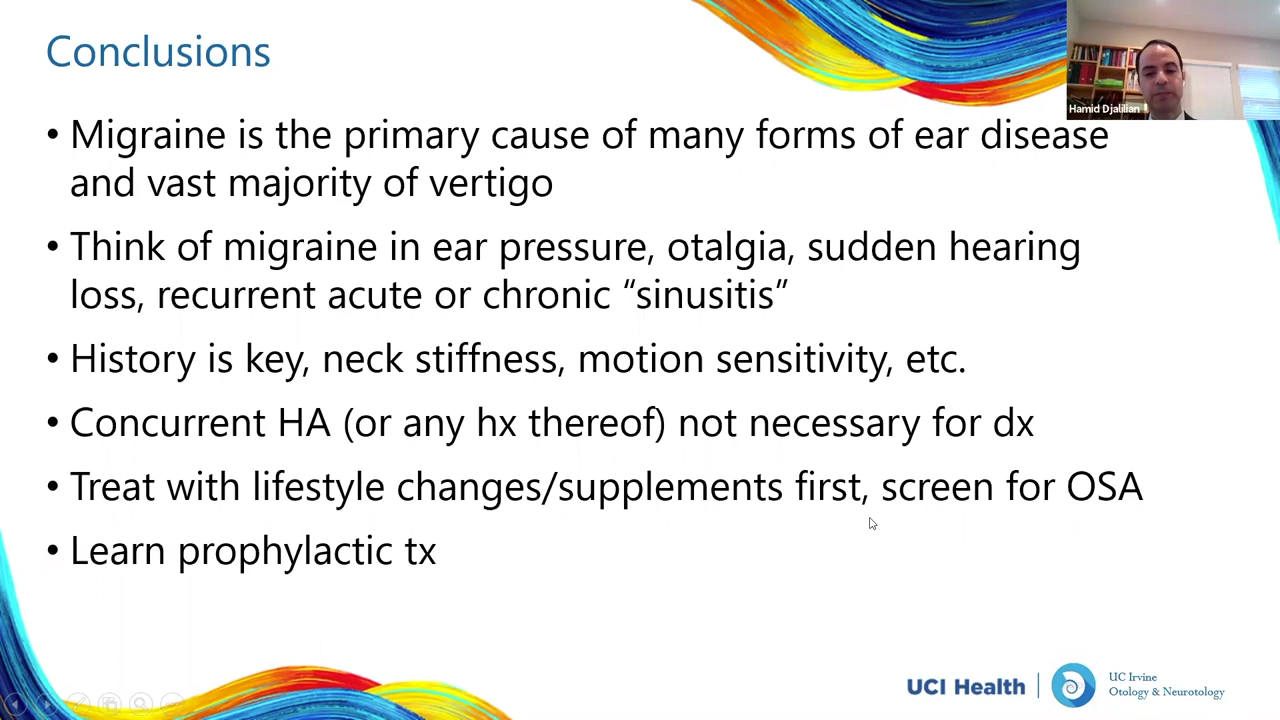 Conclusions
Hamid Djalilian
• Migraine is the primary cause of many forms of ear disease
and vast majority of vertigo
• Think of migraine in ear pressure, otalgia, sudden hearing
loss, recurrent acute or chronic “sinusitis”
• History is key, neck stiffness, motion sensitivity, etc.
• Concurrent HA (or any hx thereof) not necessary for dx
• Treat with lifestyle changes/supplements first, screen for OSA
• Learn prophylactic tx
UCI Health
UC Irvine
Otology & Neurotology